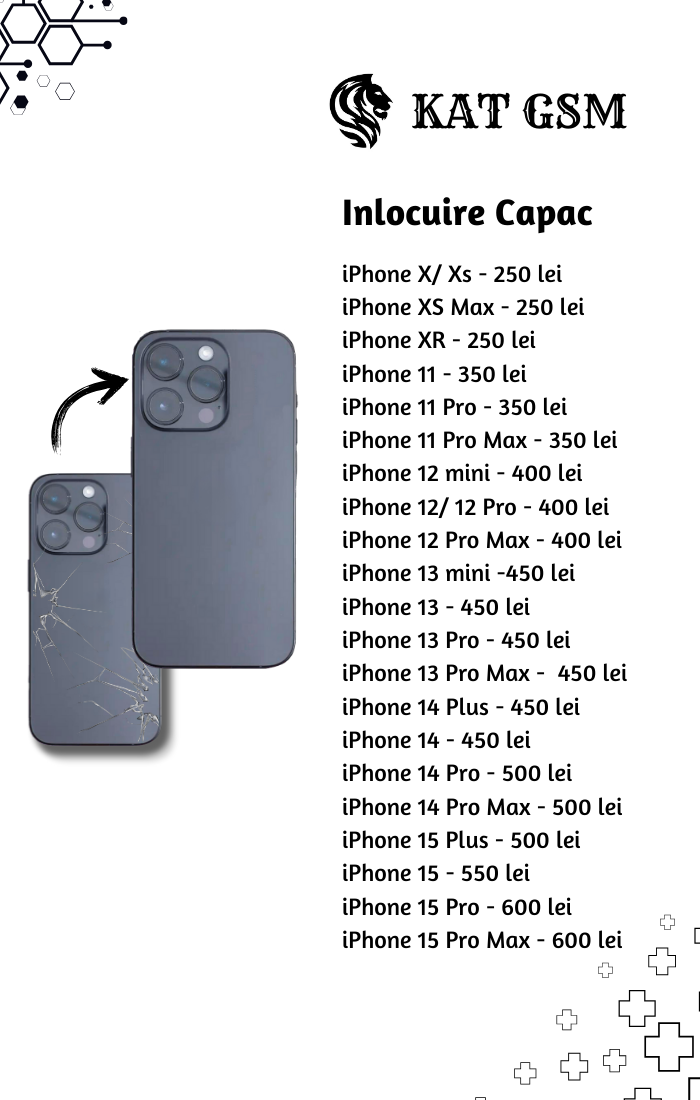 KAT GSM
Inlocuire Capac
iPhone X/ Xs - 250 lei
iPhone XS Max - 250 lei
iPhone XR - 250 lei
iPhone 11 - 350 lei
iPhone 11 Pro - 350 lei
iPhone 11 Pro Max - 350 lei
iPhone 12 mini - 400 lei
iPhone 12/ 12 Pro - 400 lei
iPhone 12 Pro Max - 400 lei
iPhone 13 mini -450 lei
iPhone 13 - 450 lei
iPhone 13 Pro - 450 lei
iPhone 13 Pro Max -  450 lei
iPhone 14 Plus - 450 lei
iPhone 14 - 450 lei
iPhone 14 Pro - 500 lei
iPhone 14 Pro Max - 500 lei
iPhone 15 Plus - 500 lei
iPhone 15 - 550 lei
iPhone 15 Pro - 600 lei
iPhone 15 Pro Max - 600 lei